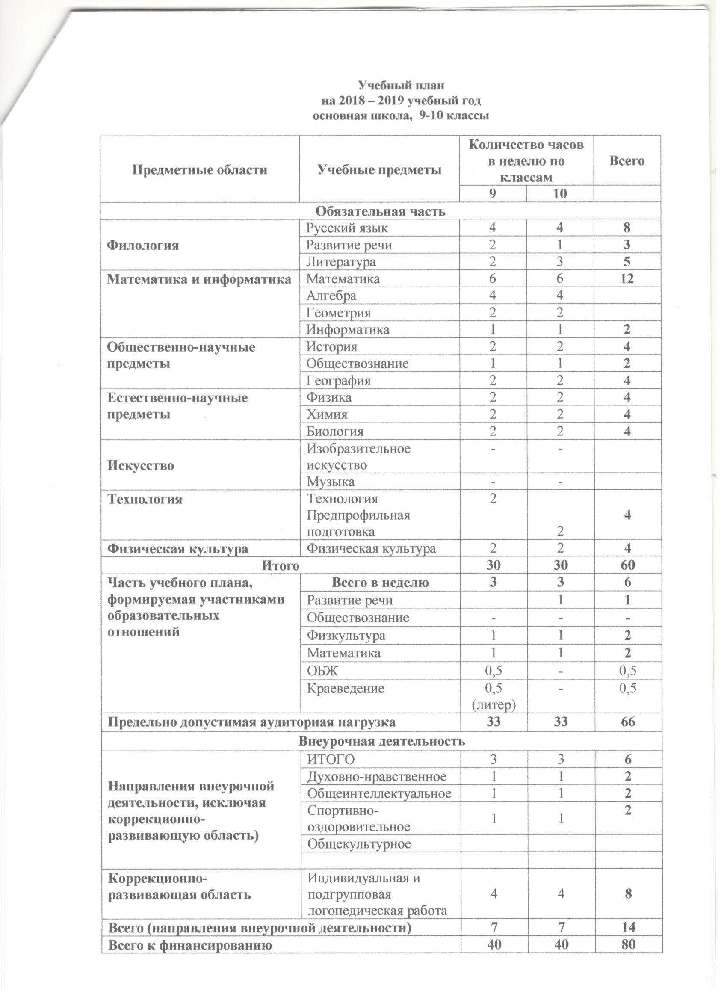 Учебный план
на 2018 – 2019 учебный год
основная школа,  9-10 классы
Предметные области Учебные предметы Количество часов в неделю по классам Всего
9 10
Обязательная часть
Филология Русский язык 4 4 8
Развитие речи 2 1 3
Литература 2 3 5
Математика и информатика Математика 6 6 12
Алгебра 4 4
Геометрия 2 2
Информатика 1 1 2
Общественно-научные предметы История 2 2 4
Обществознание 1 1 2
География 2 2 4
Естественно-научные предметы Физика 2 2 4
Химия 2 2 4
Биология 2 2 4
Искусство Изобразительное искусство - -
Музыка - -
Технология Технология 2
Предпрофильная 4
подготовка 2
Физическая культура Физическая культура 2 2 4
Итого 30 30 60
Часть учебного плана, формируемая участниками образовательных отношений Всего в неделю 3 3 6
Развитие речи 1 1
Обществознание - - -
Физкультура 1 1 2
Математика 1 1 2
ОБЖ 0,5 - 0,5
Краеведение 0,5 (литер) - 0,5
Предельно допустимая аудиторная нагрузка 33 33 66
Внеурочная деятельность
Направления внеурочной деятельности, исключая коррекционно-развивающую область) ИТОГО 3 3 6
Духовно-нравственное 1 1 2
Общеинтеллектуальное 1 1 2
Спортивно-оздоровительное 1 1 2
Общекультурное
Коррекционно-развивающая область Индивидуальная и подгрупповая логопедическая работа 4 4 8
Всего (направления внеурочной деятельности) 7 7 14
Всего к финансированию 40 40 80